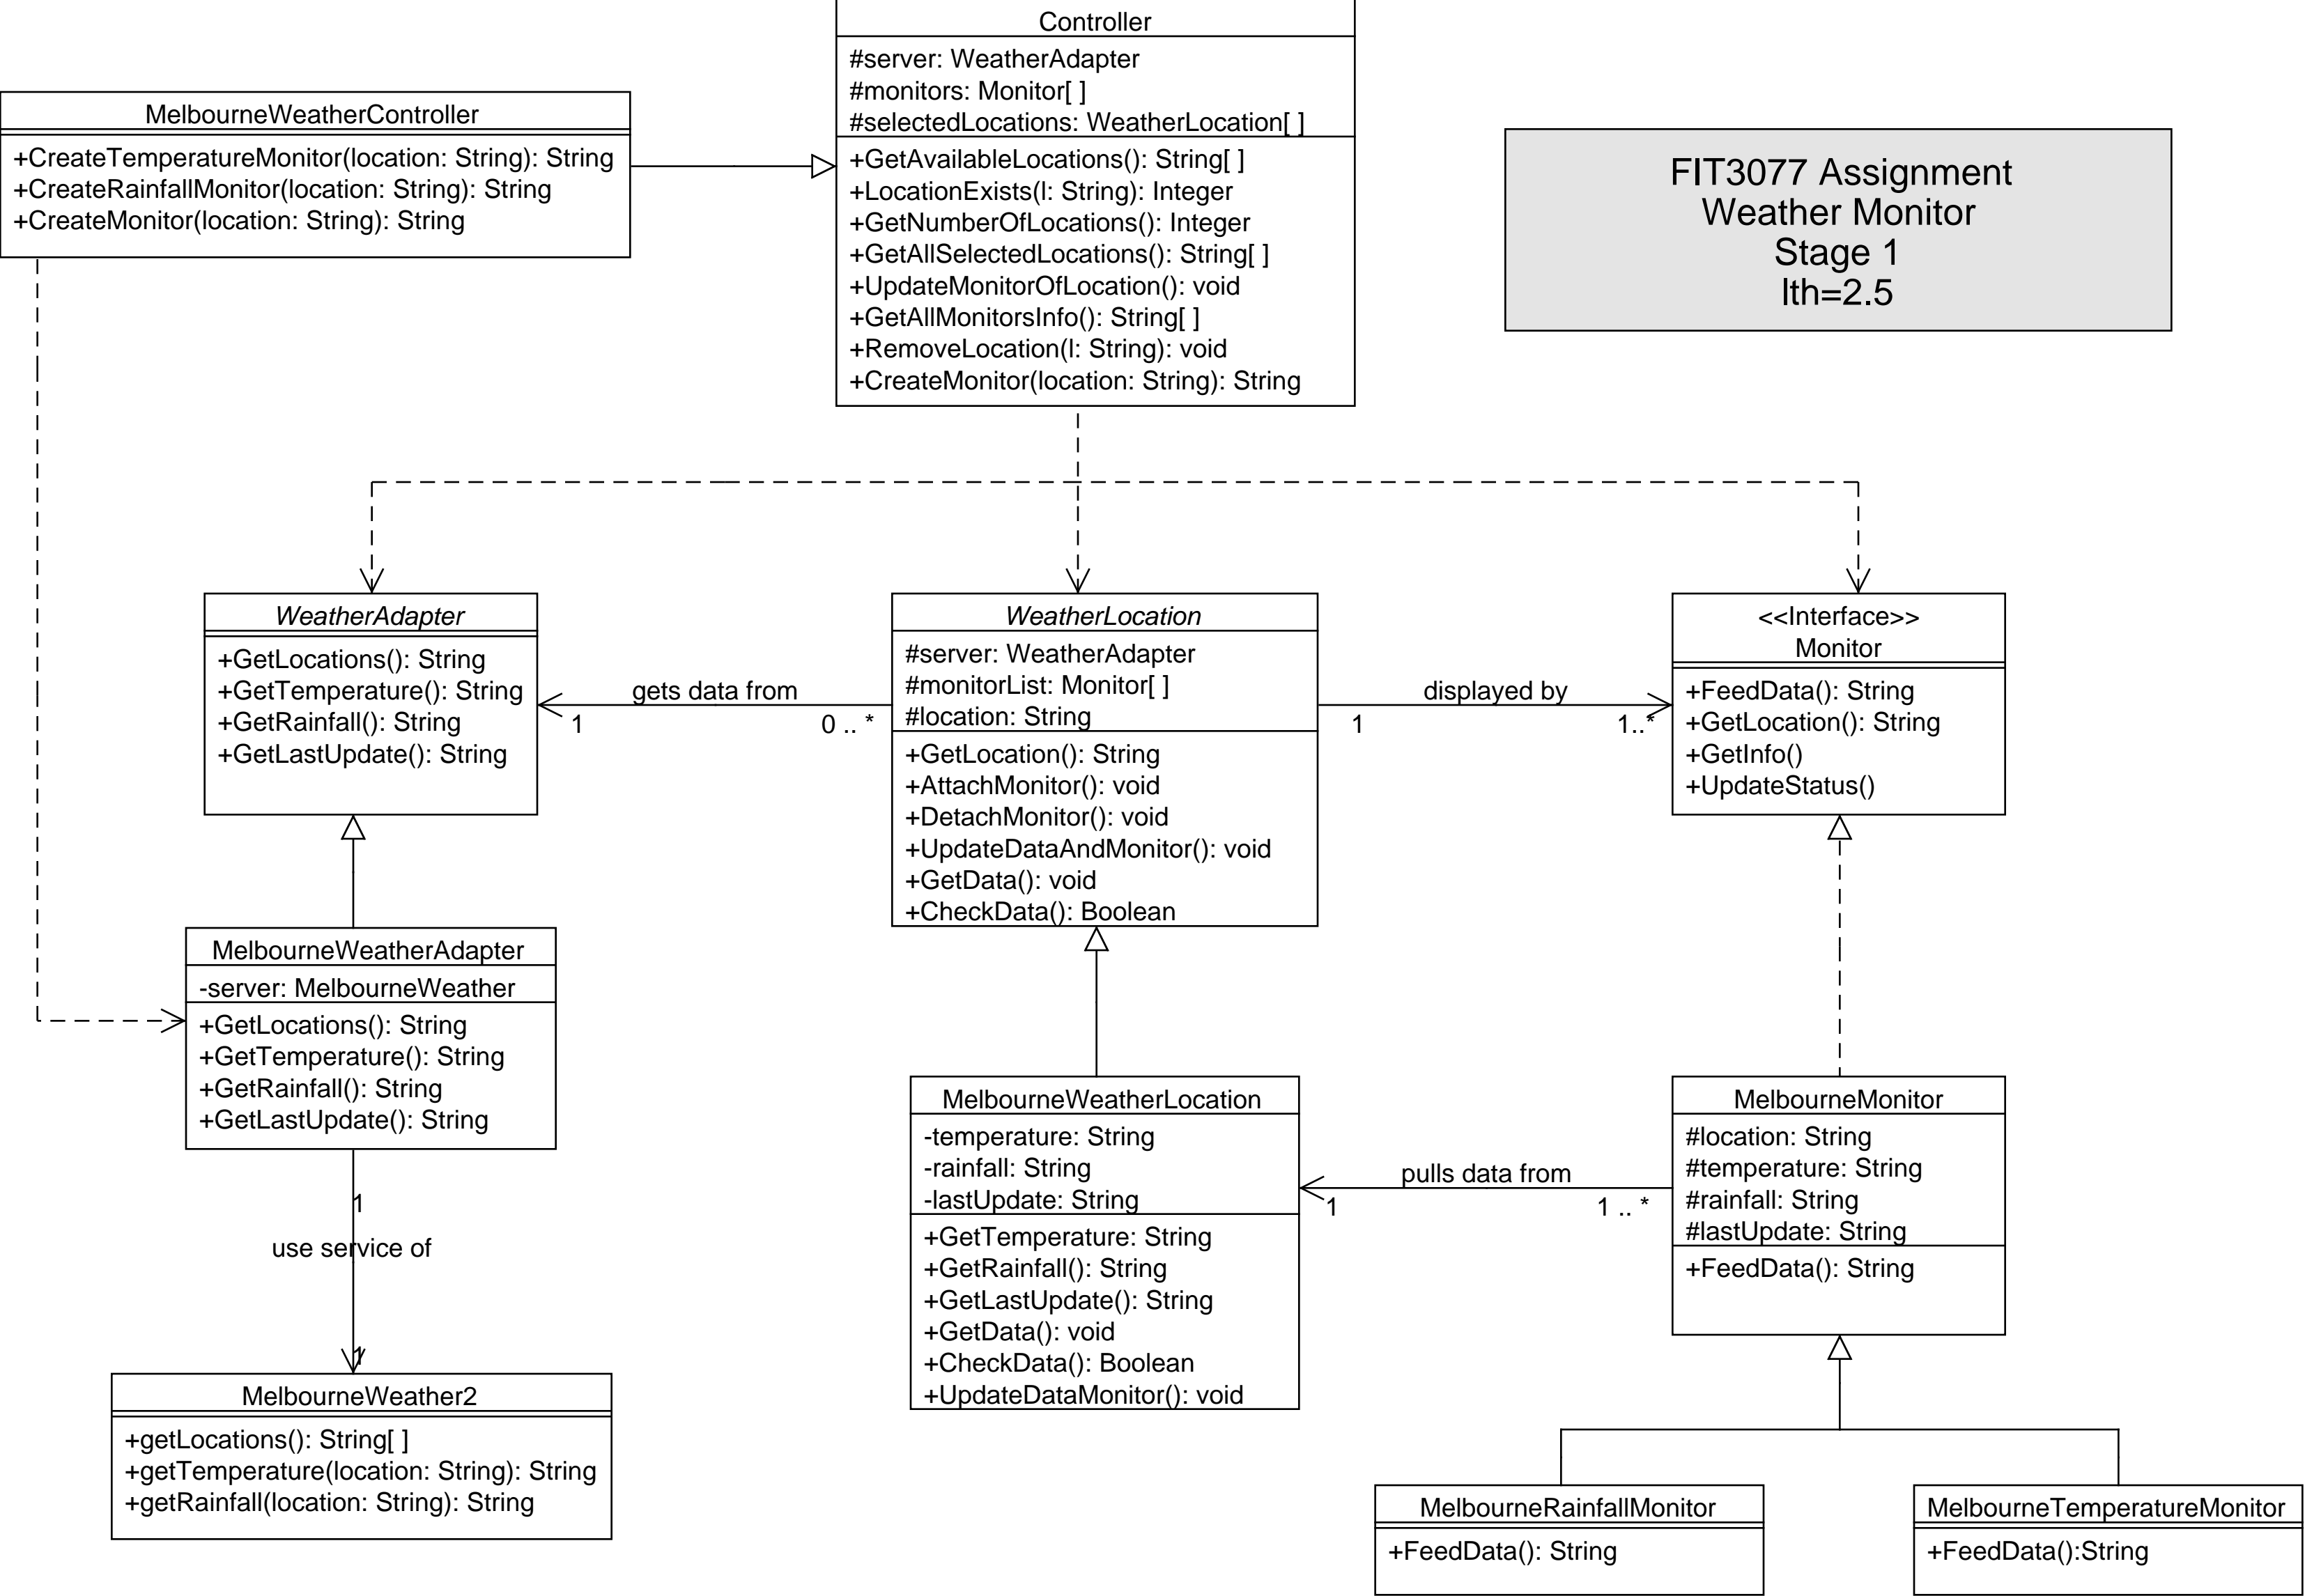 Controller
#server: WeatherAdapter
#monitors: Monitor[ ]
#selectedLocations: WeatherLocation[ ]
+GetAvailableLocations(): String[ ]
+LocationExists(l: String): Integer
+GetNumberOfLocations(): Integer
+GetAllSelectedLocations(): String[ ]
+UpdateMonitorOfLocation(): void
+GetAllMonitorsInfo(): String[ ]
+RemoveLocation(l: String): void
+CreateMonitor(location: String): String
MelbourneWeatherController
+CreateTemperatureMonitor(location: String): String
+CreateRainfallMonitor(location: String): String
+CreateMonitor(location: String): String
FIT3077 Assignment
Weather Monitor
Stage 1
lth=2.5
WeatherAdapter
+GetLocations(): String
+GetTemperature(): String
+GetRainfall(): String
+GetLastUpdate(): String
gets data from
1
0 .. *
WeatherLocation
#server: WeatherAdapter
#monitorList: Monitor[ ]
#location: String
+GetLocation(): String
+AttachMonitor(): void
+DetachMonitor(): void
+UpdateDataAndMonitor(): void
+GetData(): void
+CheckData(): Boolean
displayed by
1
1..*
<<Interface>>
Monitor
+FeedData(): String
+GetLocation(): String
+GetInfo()
+UpdateStatus()
MelbourneWeatherAdapter
-server: MelbourneWeather
+GetLocations(): String
+GetTemperature(): String
+GetRainfall(): String
+GetLastUpdate(): String
1
use service of
1
MelbourneWeather2
+getLocations(): String[ ]
+getTemperature(location: String): String
+getRainfall(location: String): String
MelbourneWeatherLocation
-temperature: String
-rainfall: String
-lastUpdate: String
+GetTemperature: String
+GetRainfall(): String
+GetLastUpdate(): String
+GetData(): void
+CheckData(): Boolean
+UpdateDataMonitor(): void
pulls data from
1
1 .. *
MelbourneMonitor
#location: String
#temperature: String
#rainfall: String
#lastUpdate: String
+FeedData(): String
MelbourneRainfallMonitor
+FeedData(): String
MelbourneTemperatureMonitor
+FeedData():String